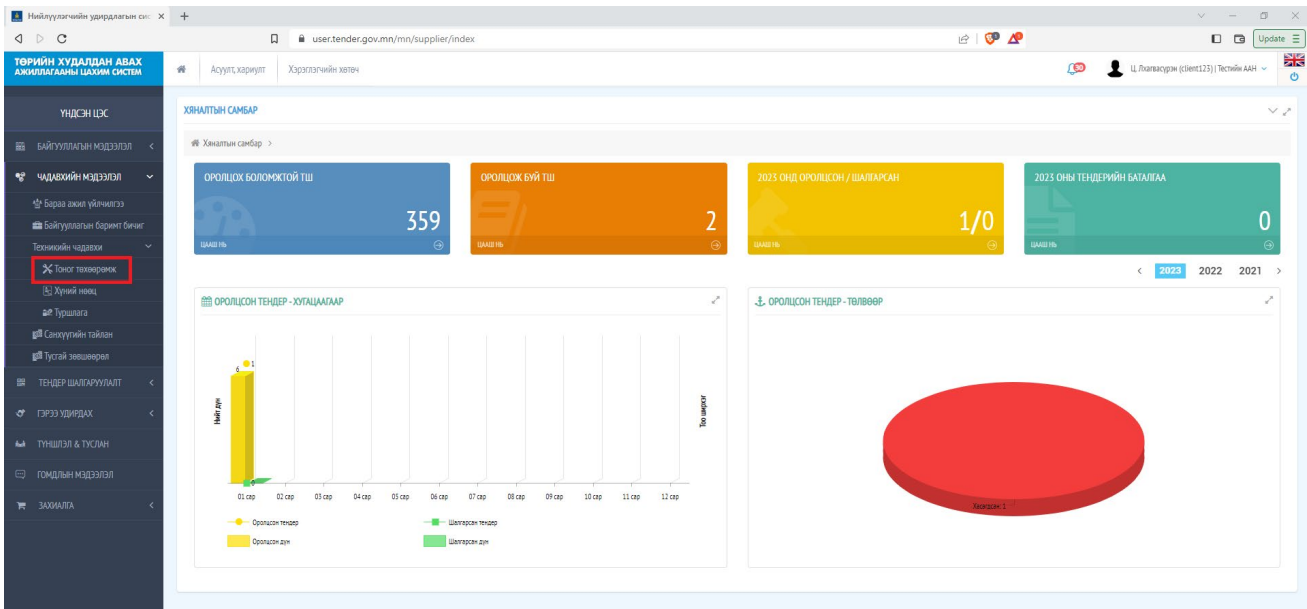 Нийлүүлэгчийн удирдлагын сис
user.tender.gov.mn/mn/supplier/index
Update
ТӨРИЙН ХУДАЛДАН АВАХ
АЖИЛЛАГААНЫ ЦАХИМ СИСТЕМ
Асуулт, хариулт
Хэрэглэгчийн хөтөч
30
Ц. Лхагвасүрэн (client123) | Тестийн ААН
ҮНДСЭН ЦЭС
БАЙГУУЛЛАГЫН МЭДЭЭЛЭЛ
ЧАДАВХИЙН МЭДЭЭЛЭЛ
Бараа ажил үйлчилгээ
Байгууллагын баримт бичиг
Техникийн чадавхи
Тоног төхөөрөмж
Хүний нөөц
Туршлага
Санхүүгийн тайлан
Тусгай зөвшөөрөл
ТЕНДЕР ШАЛГАРУУЛАЛТ
ГЭРЭЭ УДИРДАХ
ТҮНШЛЭЛ & ТУСЛАН
ГОМДЛЫН МЭДЭЭЛЭЛ
ЗАХИАЛГА
ХЯНАЛТЫН САМБАР
Хяналтын самбар >
ОРОЛЦОХ БОЛОМЖТОЙ ТШ
359
ЦААШ НЬ
ОРОЛЦОЖ БУЙ ТШ
2
ЦААШ НЬ
2023 ОНД ОРОЛЦСОН / ШАЛГАРСАН
1/0
ЦААШ НЬ
2023 ОНЫ ТЕНДЕРИЙН БАТАЛГАА
0
ЦААШ НЬ
< 2023 2022 2021 >
ОРОЛЦСОН ТЕНДЕР - ХУГАЦААГААР
6
1
0
Нийт дүн
Тоо ширхэг
01 сар 02 сар 03 сар 04 сар 05 сар 06 сар 07 сар 08 сар 09 сар 10 сар 11 сар 12 сар
Оролцсон тендер
Шалгарсан тендер
Оролцсон дүн
Шалгарсан дүн
ОРОЛЦСОН ТЕНДЕР - ТӨЛВӨӨР